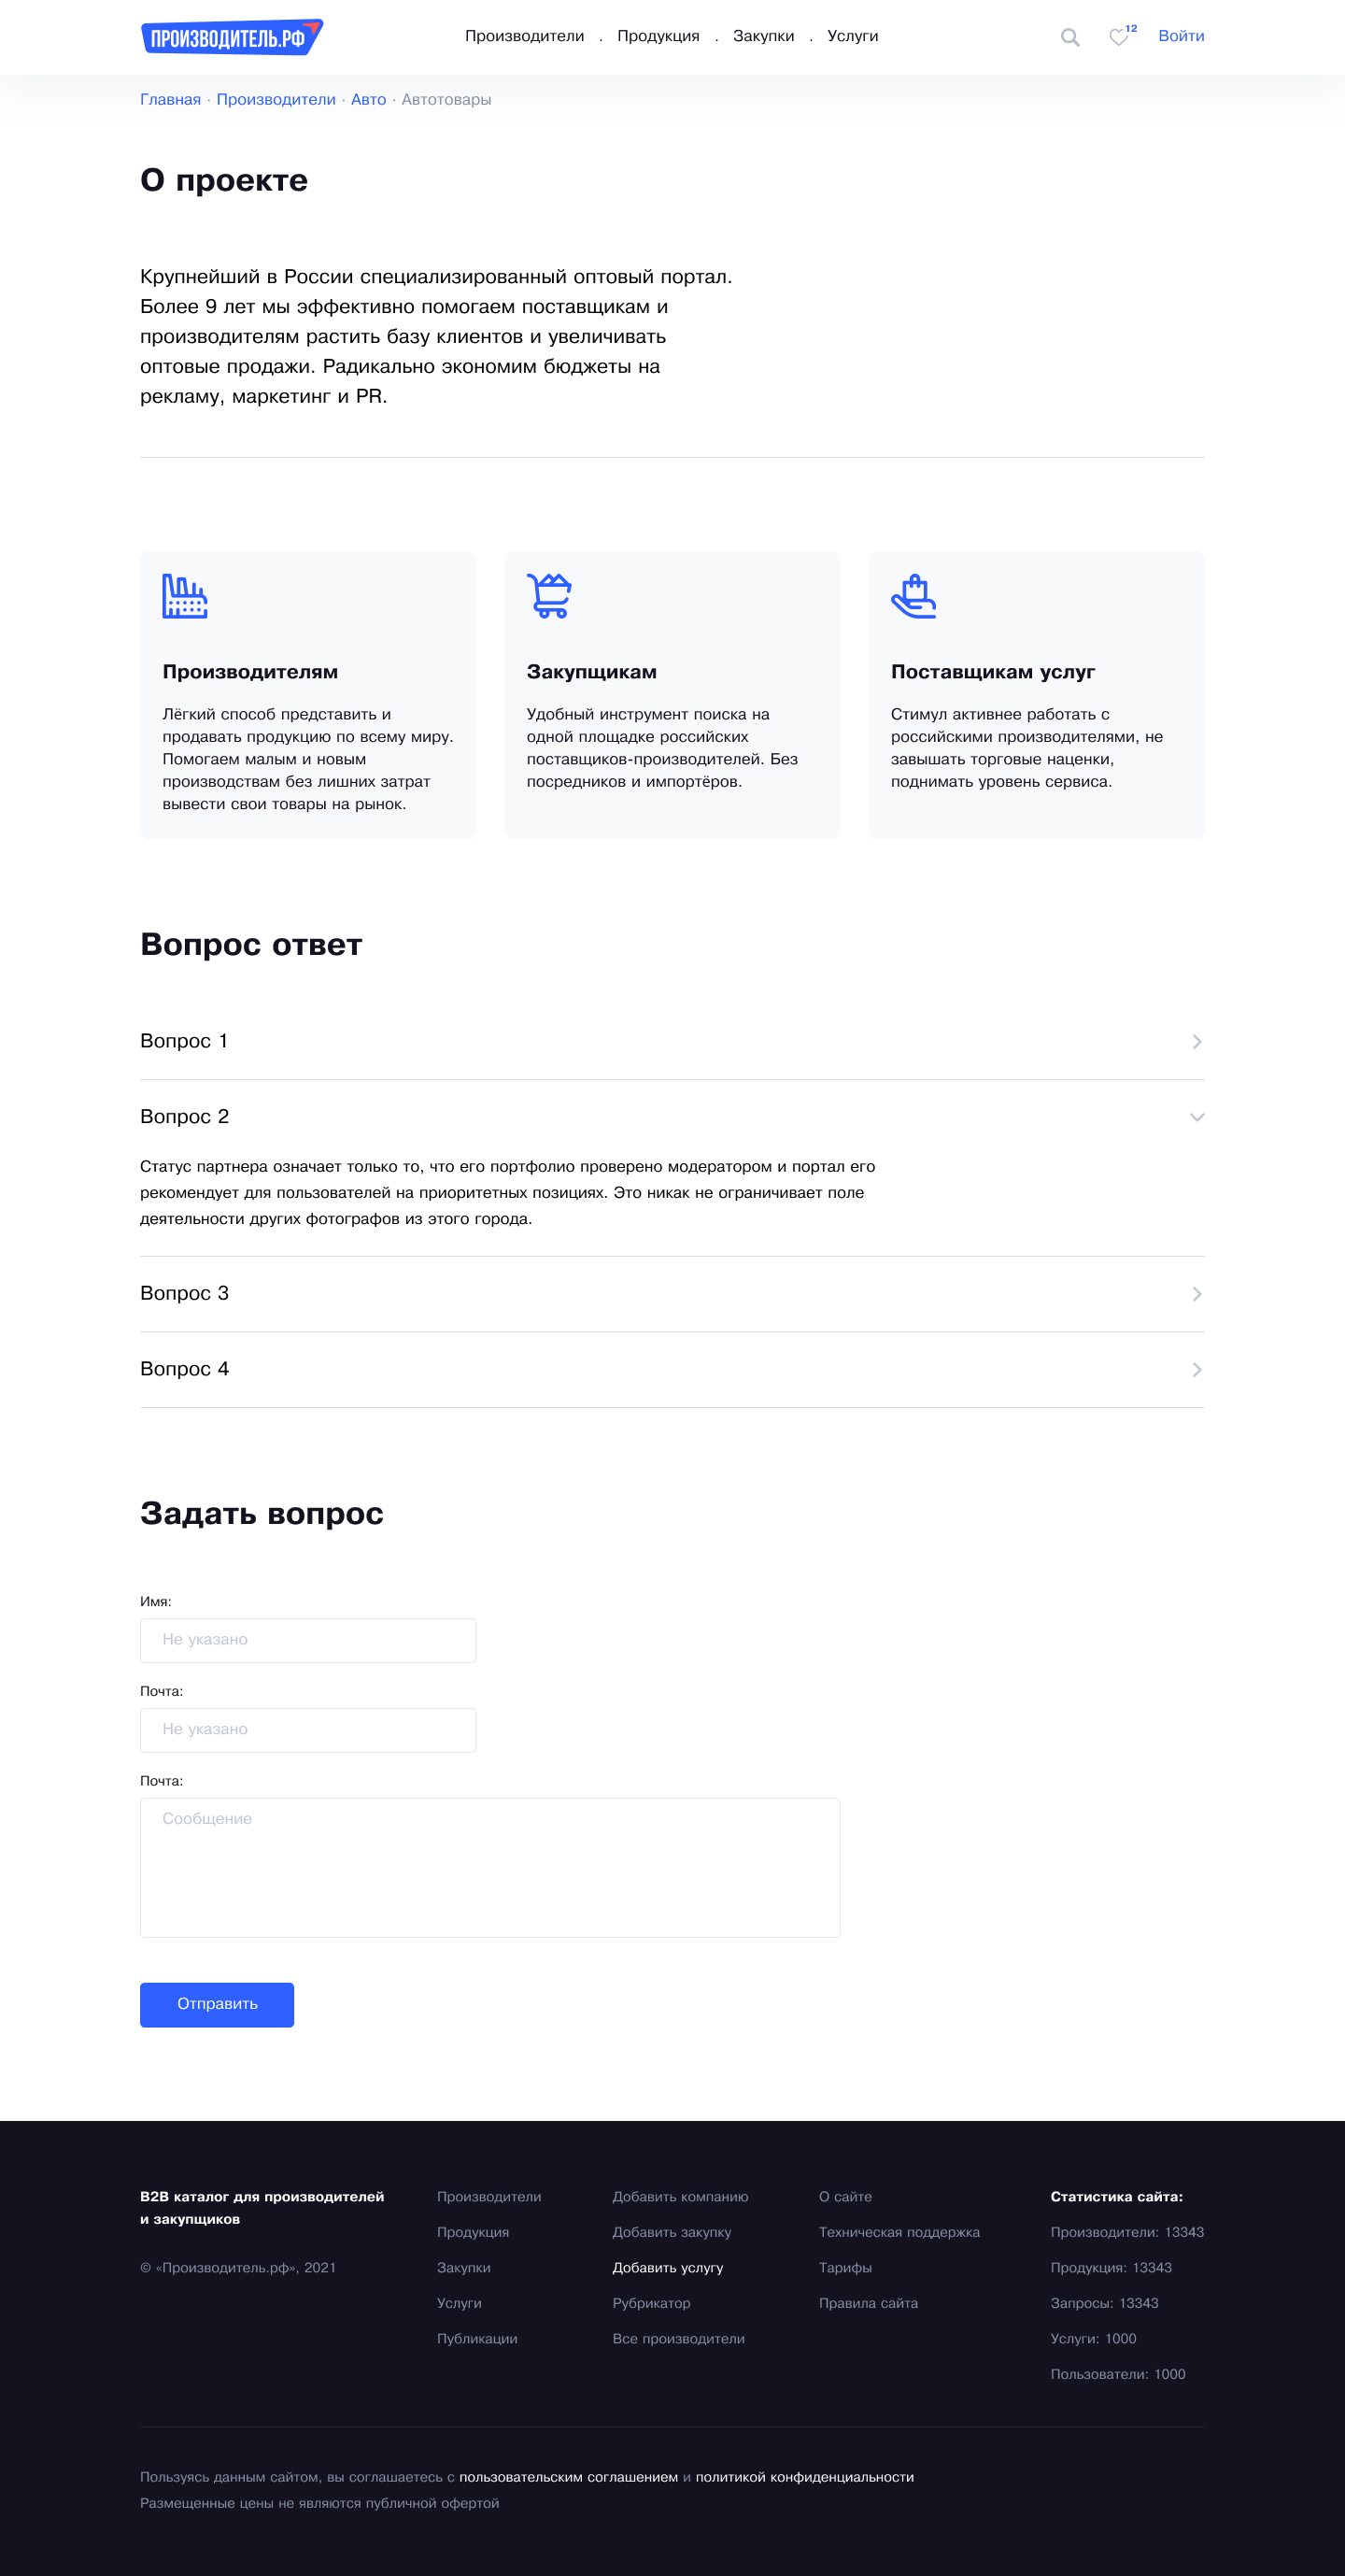 ПРОИЗВОДИТЕЛЬ.РФ
Производители . Продукция . Закупки . Услуги
12
Войти
Главная · Производители · Авто · Автотовары
О проекте
Крупнейший в России специализированный оптовый портал.
Более 9 лет мы эффективно помогаем поставщикам и
производителям растить базу клиентов и увеличивать
оптовые продажи. Радикально экономим бюджеты на
рекламу, маркетинг и PR.
Производителям
Лёгкий способ представить и
продавать продукцию по всему миру.
Помогаем малым и новым
производствам без лишних затрат
вывести свои товары на рынок.
Закупщикам
Удобный инструмент поиска на
одной площадке российских
поставщиков-производителей. Без
посредников и импортёров.
Поставщикам услуг
Стимул активнее работать с
российскими производителями, не
завышать торговые наценки,
поднимать уровень сервиса.
Вопрос ответ
Вопрос 1
Вопрос 2
Статус партнера означает только то, что его портфолио проверено модератором и портал его
рекомендует для пользователей на приоритетных позициях. Это никак не ограничивает поле
деятельности других фотографов из этого города.
Вопрос 3
Вопрос 4
Задать вопрос
Имя:
Не указано
Почта:
Не указано
Почта:
Сообщение
Отправить
B2B каталог для производителей
и закупщиков
© «Производитель.рф», 2021
Производители
Продукция
Закупки
Услуги
Публикации
Добавить компанию
Добавить закупку
Добавить услугу
Рубрикатор
Все производители
О сайте
Техническая поддержка
Тарифы
Правила сайта
Статистика сайта:
Производители: 13343
Продукция: 13343
Запросы: 13343
Услуги: 1000
Пользователи: 1000
Пользуясь данным сайтом, вы соглашаетесь с пользовательским соглашением и политикой конфиденциальности
Размещенные цены не являются публичной офертой